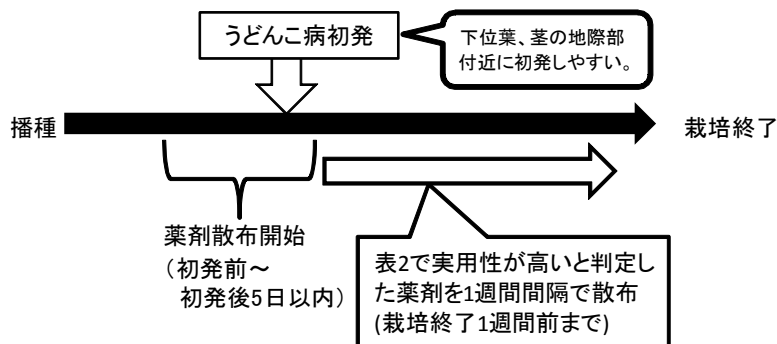 うどんこ病初発
下位葉、茎の地際部
付近に初発しやすい。
播種
栽培終了
薬剤散布開始
（初発前～
初発後5日以内）
表2で実用性が高いと判定し
た薬剤を1週間間隔で散布
(栽培終了1週間前まで)